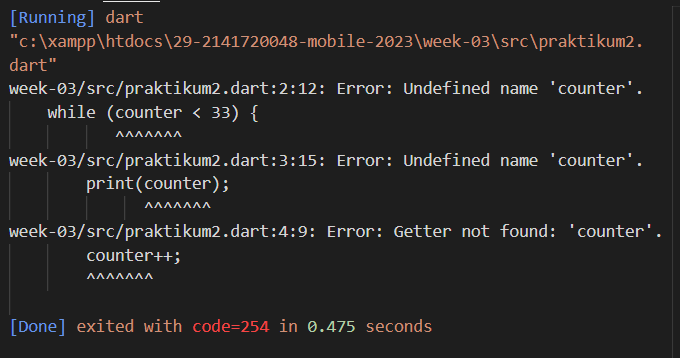 [Running] dart
"c:\xampp\htdocs\29-2141720048-mobile-2023\week-03\src\praktikum2.
dart"
week-03/src/praktikum2.dart:2:12: Error: Undefined name 'counter'.
    while (counter < 33) {
           ^^^^^^^
week-03/src/praktikum2.dart:3:15: Error: Undefined name 'counter'.
        print(counter);
              ^^^^^^^
week-03/src/praktikum2.dart:4:9: Error: Getter not found: 'counter'.
        counter++;
        ^^^^^^^
[Done] exited with code=254 in 0.475 seconds